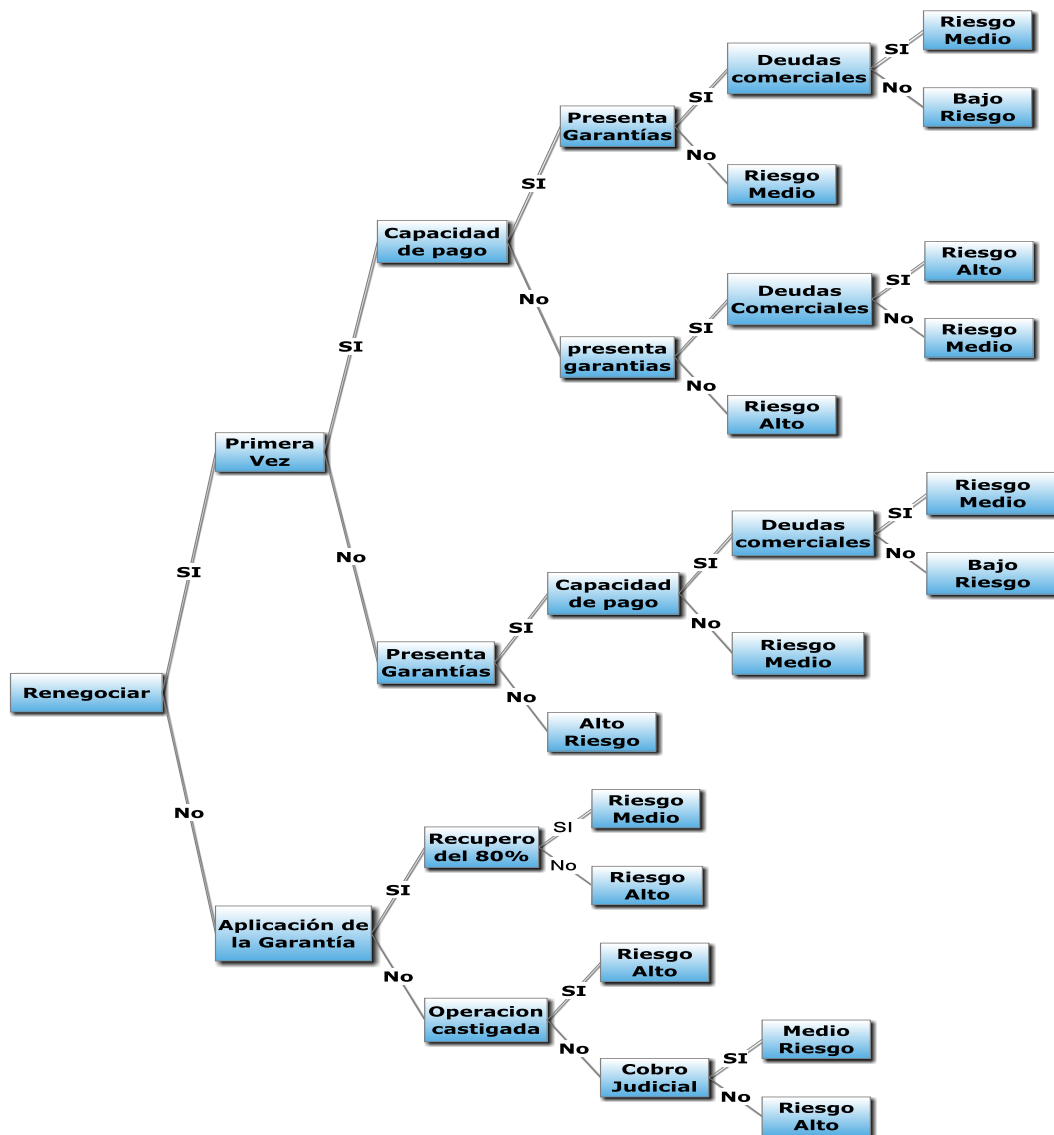 Riesgo
Medio
Deudas
comerciales
SI
No
Bajo
Riesgo
Presenta
Garantías
SI
No
Riesgo
Medio
SI
Capacidad
de pago
No
Riesgo
Alto
Deudas
Comerciales
SI
No
Riesgo
Medio
presenta
garantias
SI
No
Riesgo
Alto
SI
Primera
Vez
No
Riesgo
Medio
Deudas
comerciales
SI
No
Bajo
Riesgo
SI
Capacidad
de pago
SI
No
Riesgo
Medio
Presenta
Garantías
SI
No
Alto
Riesgo
Renegociar
No
Riesgo
Medio
Recupero
del 80%
SI
No
Riesgo
Alto
SI
Aplicación de
la Garantía
No
Riesgo
Alto
SI
Operacion
castigada
No
Medio
Riesgo
Cobro
Judicial
SI
No
Riesgo
Alto